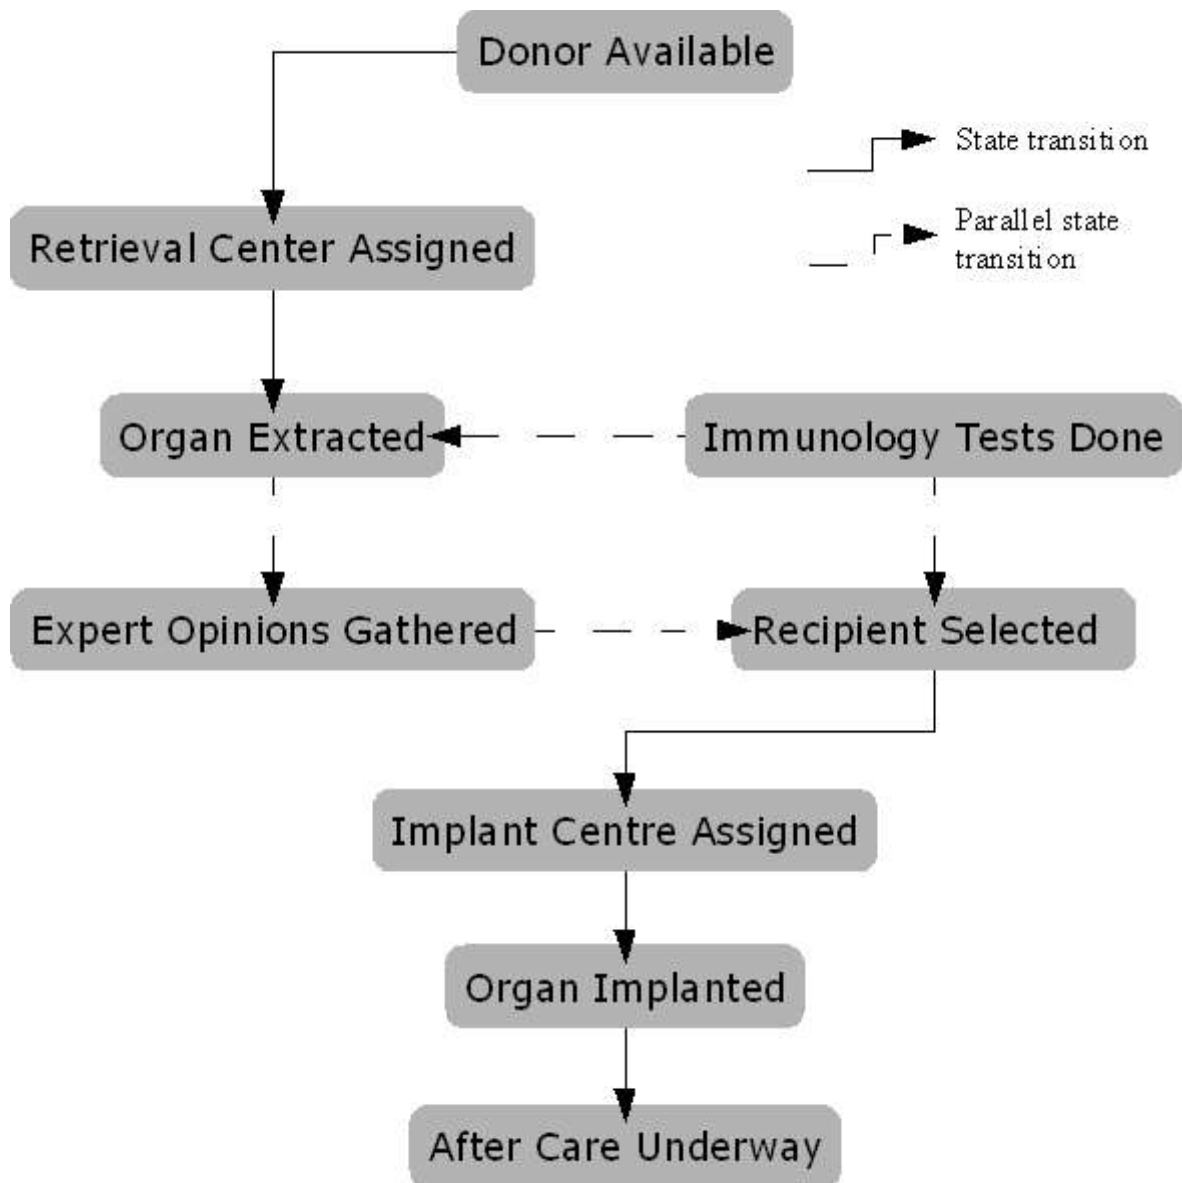 Donor Available
State transition
Parallel state
transition
Retrieval Center Assigned
Organ Extracted
Immunology Tests Done
Expert Opinions Gathered
Recipient Selected
Implant Centre Assigned
Organ Implanted
After Care Underway